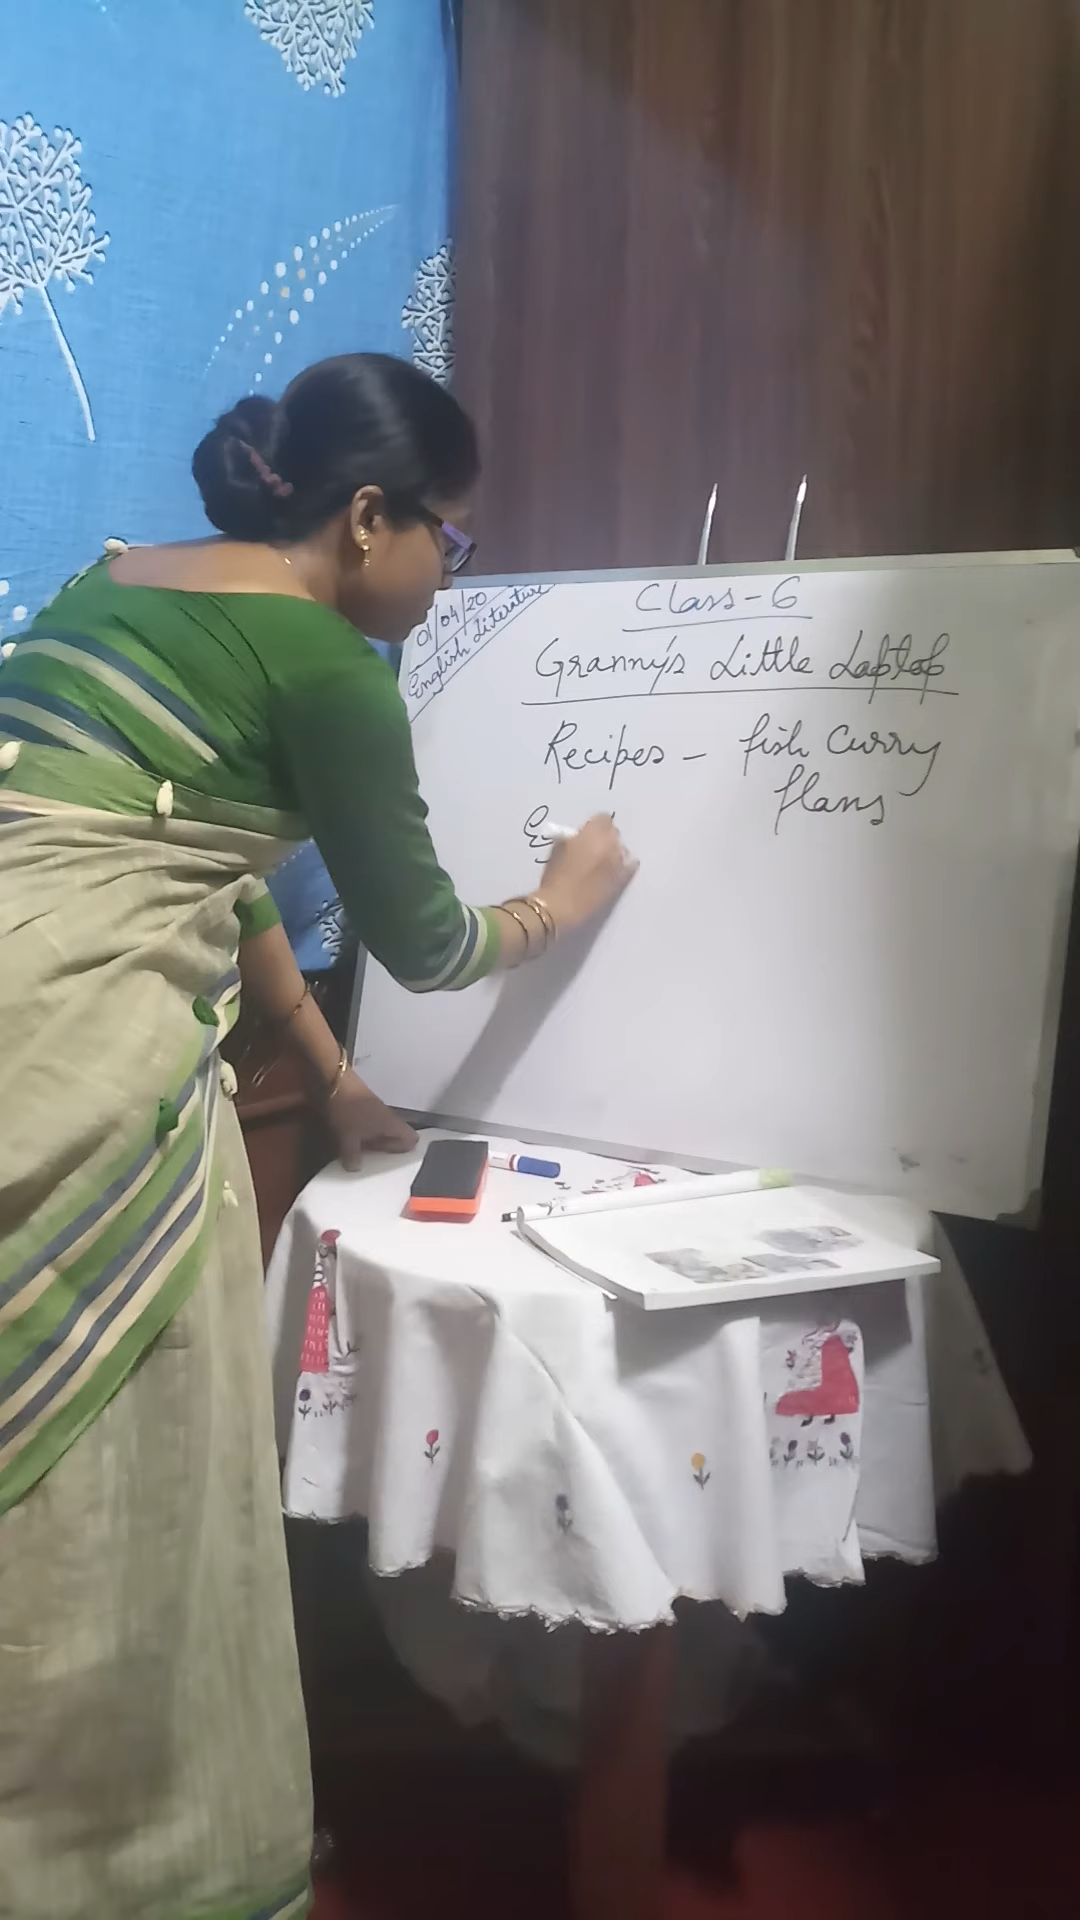 01/04/20
English Literature
Class-6
Granny's Little Laptop
Recipes - fish Curry
flans